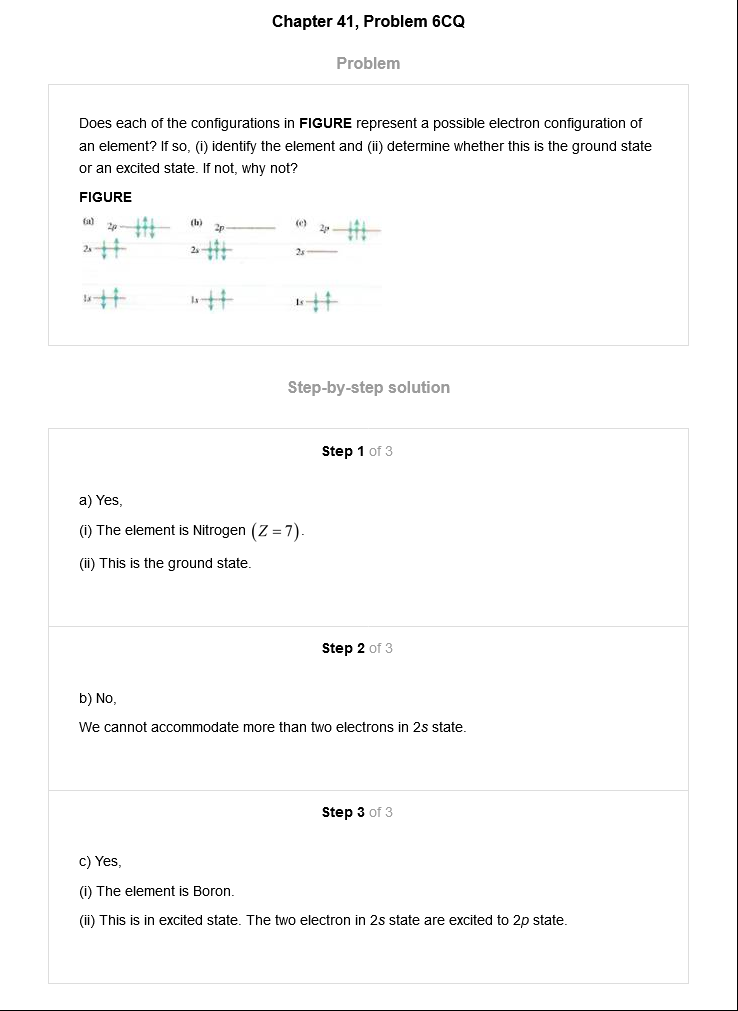 Chapter 41, Problem 6CQ
Problem
Does each of the configurations in FIGURE represent a possible electron configuration of
an element? If so, (i) identify the element and (ii) determine whether this is the ground state
or an excited state. If not, why not?
FIGURE
(a) 2p (b) 2p (c) 2p
2s 2s 2s
1s 1s 1s
Step-by-step solution
Step 1 of 3
a) Yes,
(i) The element is Nitrogen (Z = 7).
(ii) This is the ground state.
Step 2 of 3
b) No,
We cannot accommodate more than two electrons in 2s state.
Step 3 of 3
c) Yes,
(i) The element is Boron.
(ii) This is in excited state. The two electron in 2s state are excited to 2p state.